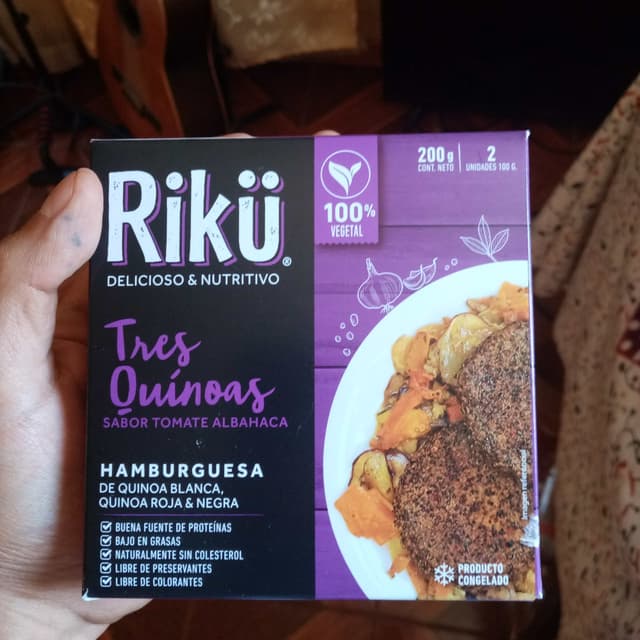 Rikü®
DELICIOSO & NUTRITIVO
100%
VEGETAL
200g
CONT. NETO
2
UNIDADES 100 G.
Tres
Quínoas
SABOR TOMATE ALBAHACA
HAMBURGUESA
DE QUINOA BLANCA,
QUINOA ROJA & NEGRA
BUENA FUENTE DE PROTEÍNAS
BAJO EN GRASAS
NATURALMENTE SIN COLESTEROL
LIBRE DE PRESERVANTES
LIBRE DE COLORANTES
Imagen referencial
PRODUCTO
CONGELADO